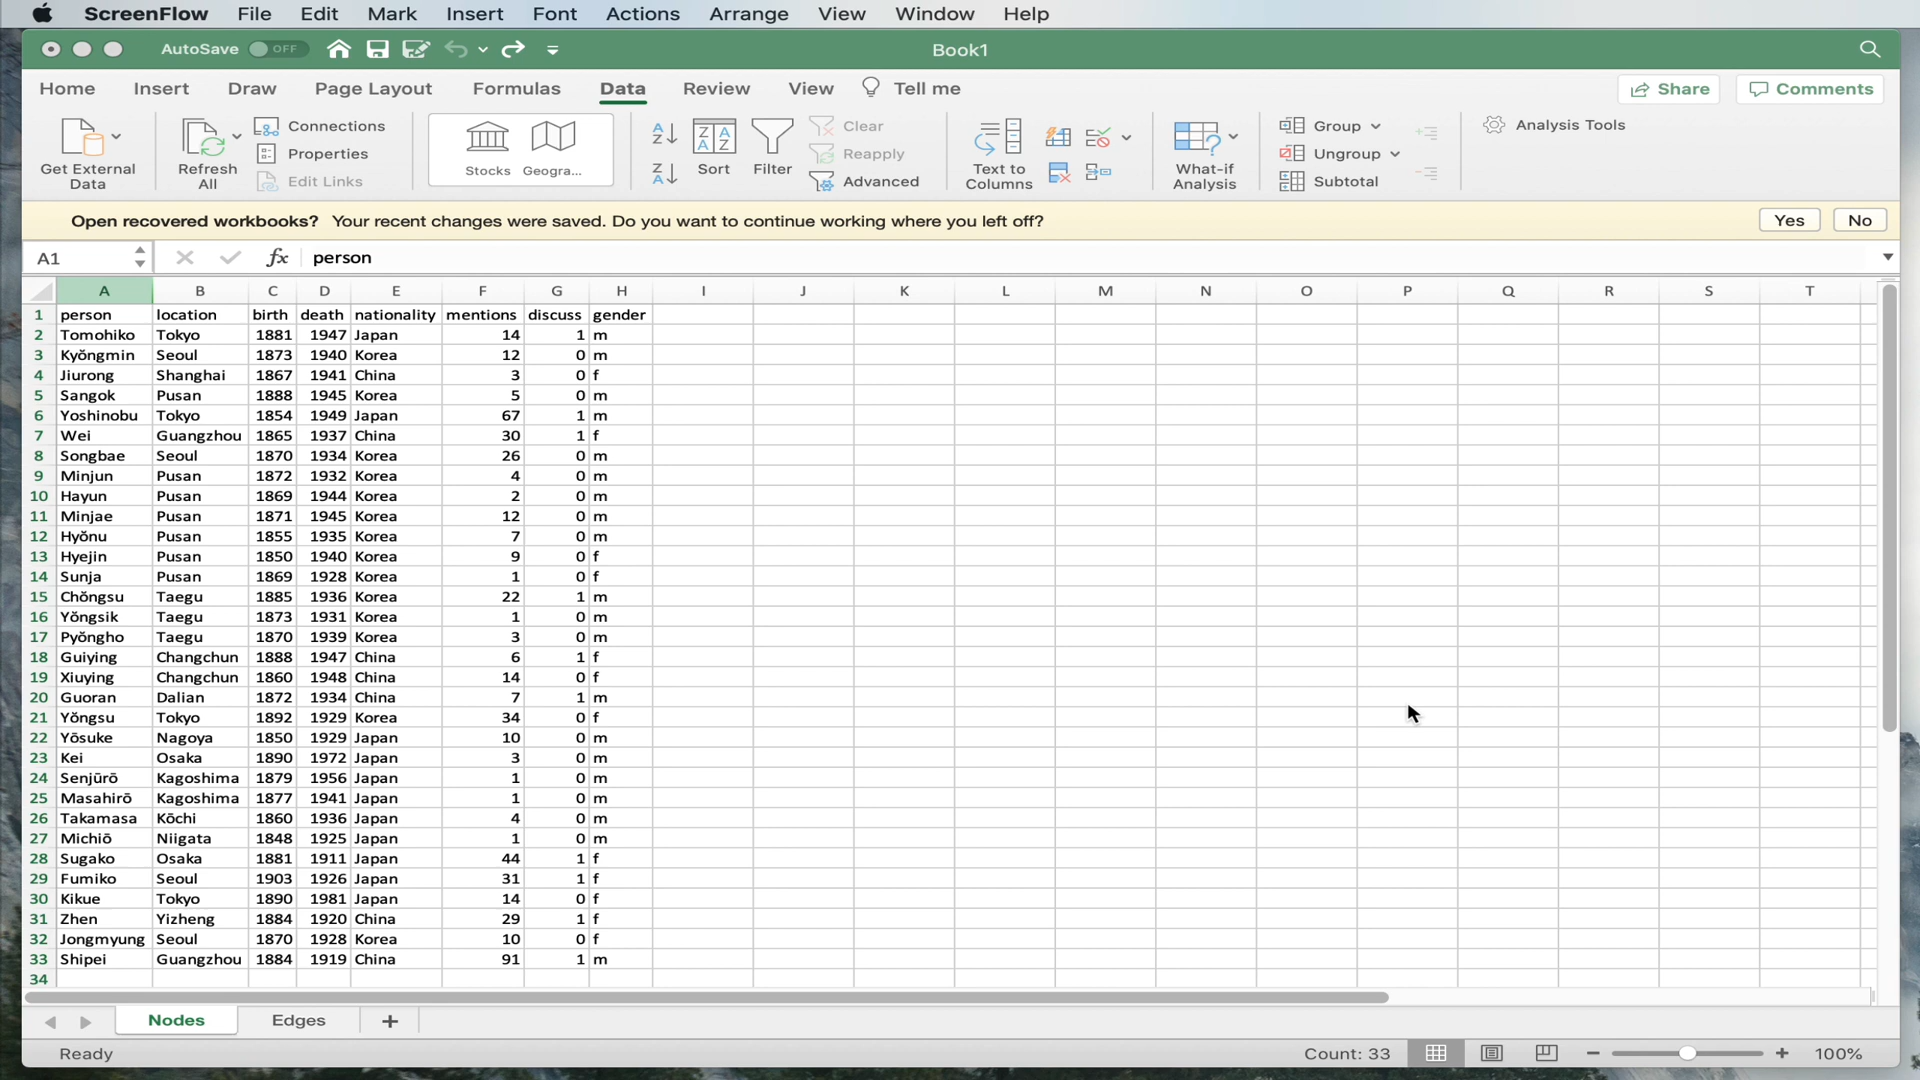 ScreenFlow File Edit Mark Insert Font Actions Arrange View Window Help
AutoSave OFF Book1
Home Insert Draw Page Layout Formulas Data Review View Tell me Share Comments
Get External Data
Refresh All
Connections
Properties
Edit Links
Stocks Geogra...
Sort
Filter
Clear
Reapply
Advanced
Text to Columns
What-if Analysis
Group
Ungroup
Subtotal
Analysis Tools
Open recovered workbooks? Your recent changes were saved. Do you want to continue working where you left off? Yes No
A1 fx person
A B C D E F G H I J K L M N O P Q R S T
1 person location birth death nationality mentions discuss gender
2 Tomohiko Tokyo 1881 1947 Japan 14 1 m
3 Kyŏngmin Seoul 1873 1940 Korea 12 0 m
4 Jiurong Shanghai 1867 1941 China 3 0 f
5 Sangok Pusan 1888 1945 Korea 5 0 m
6 Yoshinobu Tokyo 1854 1949 Japan 67 1 m
7 Wei Guangzhou 1865 1937 China 30 1 f
8 Songbae Seoul 1870 1934 Korea 26 0 m
9 Minjun Pusan 1872 1932 Korea 4 0 m
10 Hayun Pusan 1869 1944 Korea 2 0 m
11 Minjae Pusan 1871 1945 Korea 12 0 m
12 Hyŏnu Pusan 1855 1935 Korea 7 0 m
13 Hyejin Pusan 1850 1940 Korea 9 0 f
14 Sunja Pusan 1869 1928 Korea 1 0 f
15 Chŏngsu Taegu 1885 1936 Korea 22 1 m
16 Yŏngsik Taegu 1873 1931 Korea 1 0 m
17 Pyŏngho Taegu 1870 1939 Korea 3 0 m
18 Guiying Changchun 1888 1947 China 6 1 f
19 Xiuying Changchun 1860 1948 China 14 0 f
20 Guoran Dalian 1872 1934 China 7 1 m
21 Yŏngsu Tokyo 1892 1929 Korea 34 0 f
22 Yōsuke Nagoya 1850 1929 Japan 10 0 m
23 Kei Osaka 1890 1972 Japan 3 0 m
24 Senjūrō Kagoshima 1879 1956 Japan 1 0 m
25 Masahirō Kagoshima 1877 1941 Japan 1 0 m
26 Takamasa Kōchi 1860 1936 Japan 4 0 m
27 Michiō Niigata 1848 1925 Japan 1 0 m
28 Sugako Osaka 1881 1911 Japan 44 1 f
29 Fumiko Seoul 1903 1926 Japan 31 1 f
30 Kikue Tokyo 1890 1981 Japan 14 0 f
31 Zhen Yizheng 1884 1920 China 29 1 f
32 Jongmyung Seoul 1870 1928 Korea 10 0 f
33 Shipei Guangzhou 1884 1919 China 91 1 m
34
Nodes Edges +
Ready Count: 33 100%